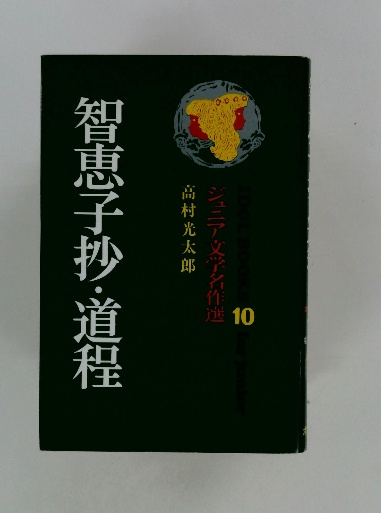 ジュニア文学名作選
10
高村光太郎
智恵子抄・道程